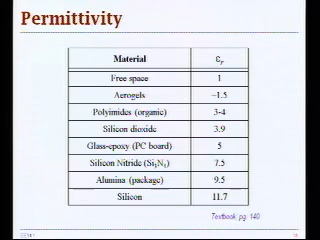 Permittivity
Material εr
Free space 1
Aerogels ~1.5
Polyimides (organic) 3-4
Silicon dioxide 3.9
Glass-epoxy (PC board) 5
Silicon Nitride (Si3N4) 7.5
Alumina (package) 9.5
Silicon 11.7
Textbook, pg. 140
EE141